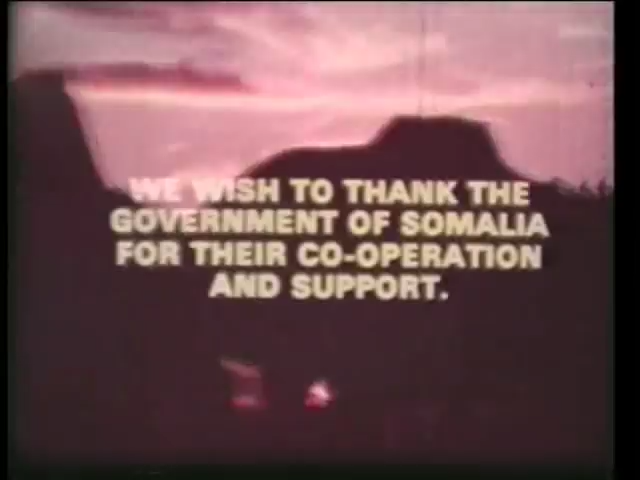 WE WISH TO THANK THE
GOVERNMENT OF SOMALIA
FOR THEIR CO-OPERATION
AND SUPPORT.